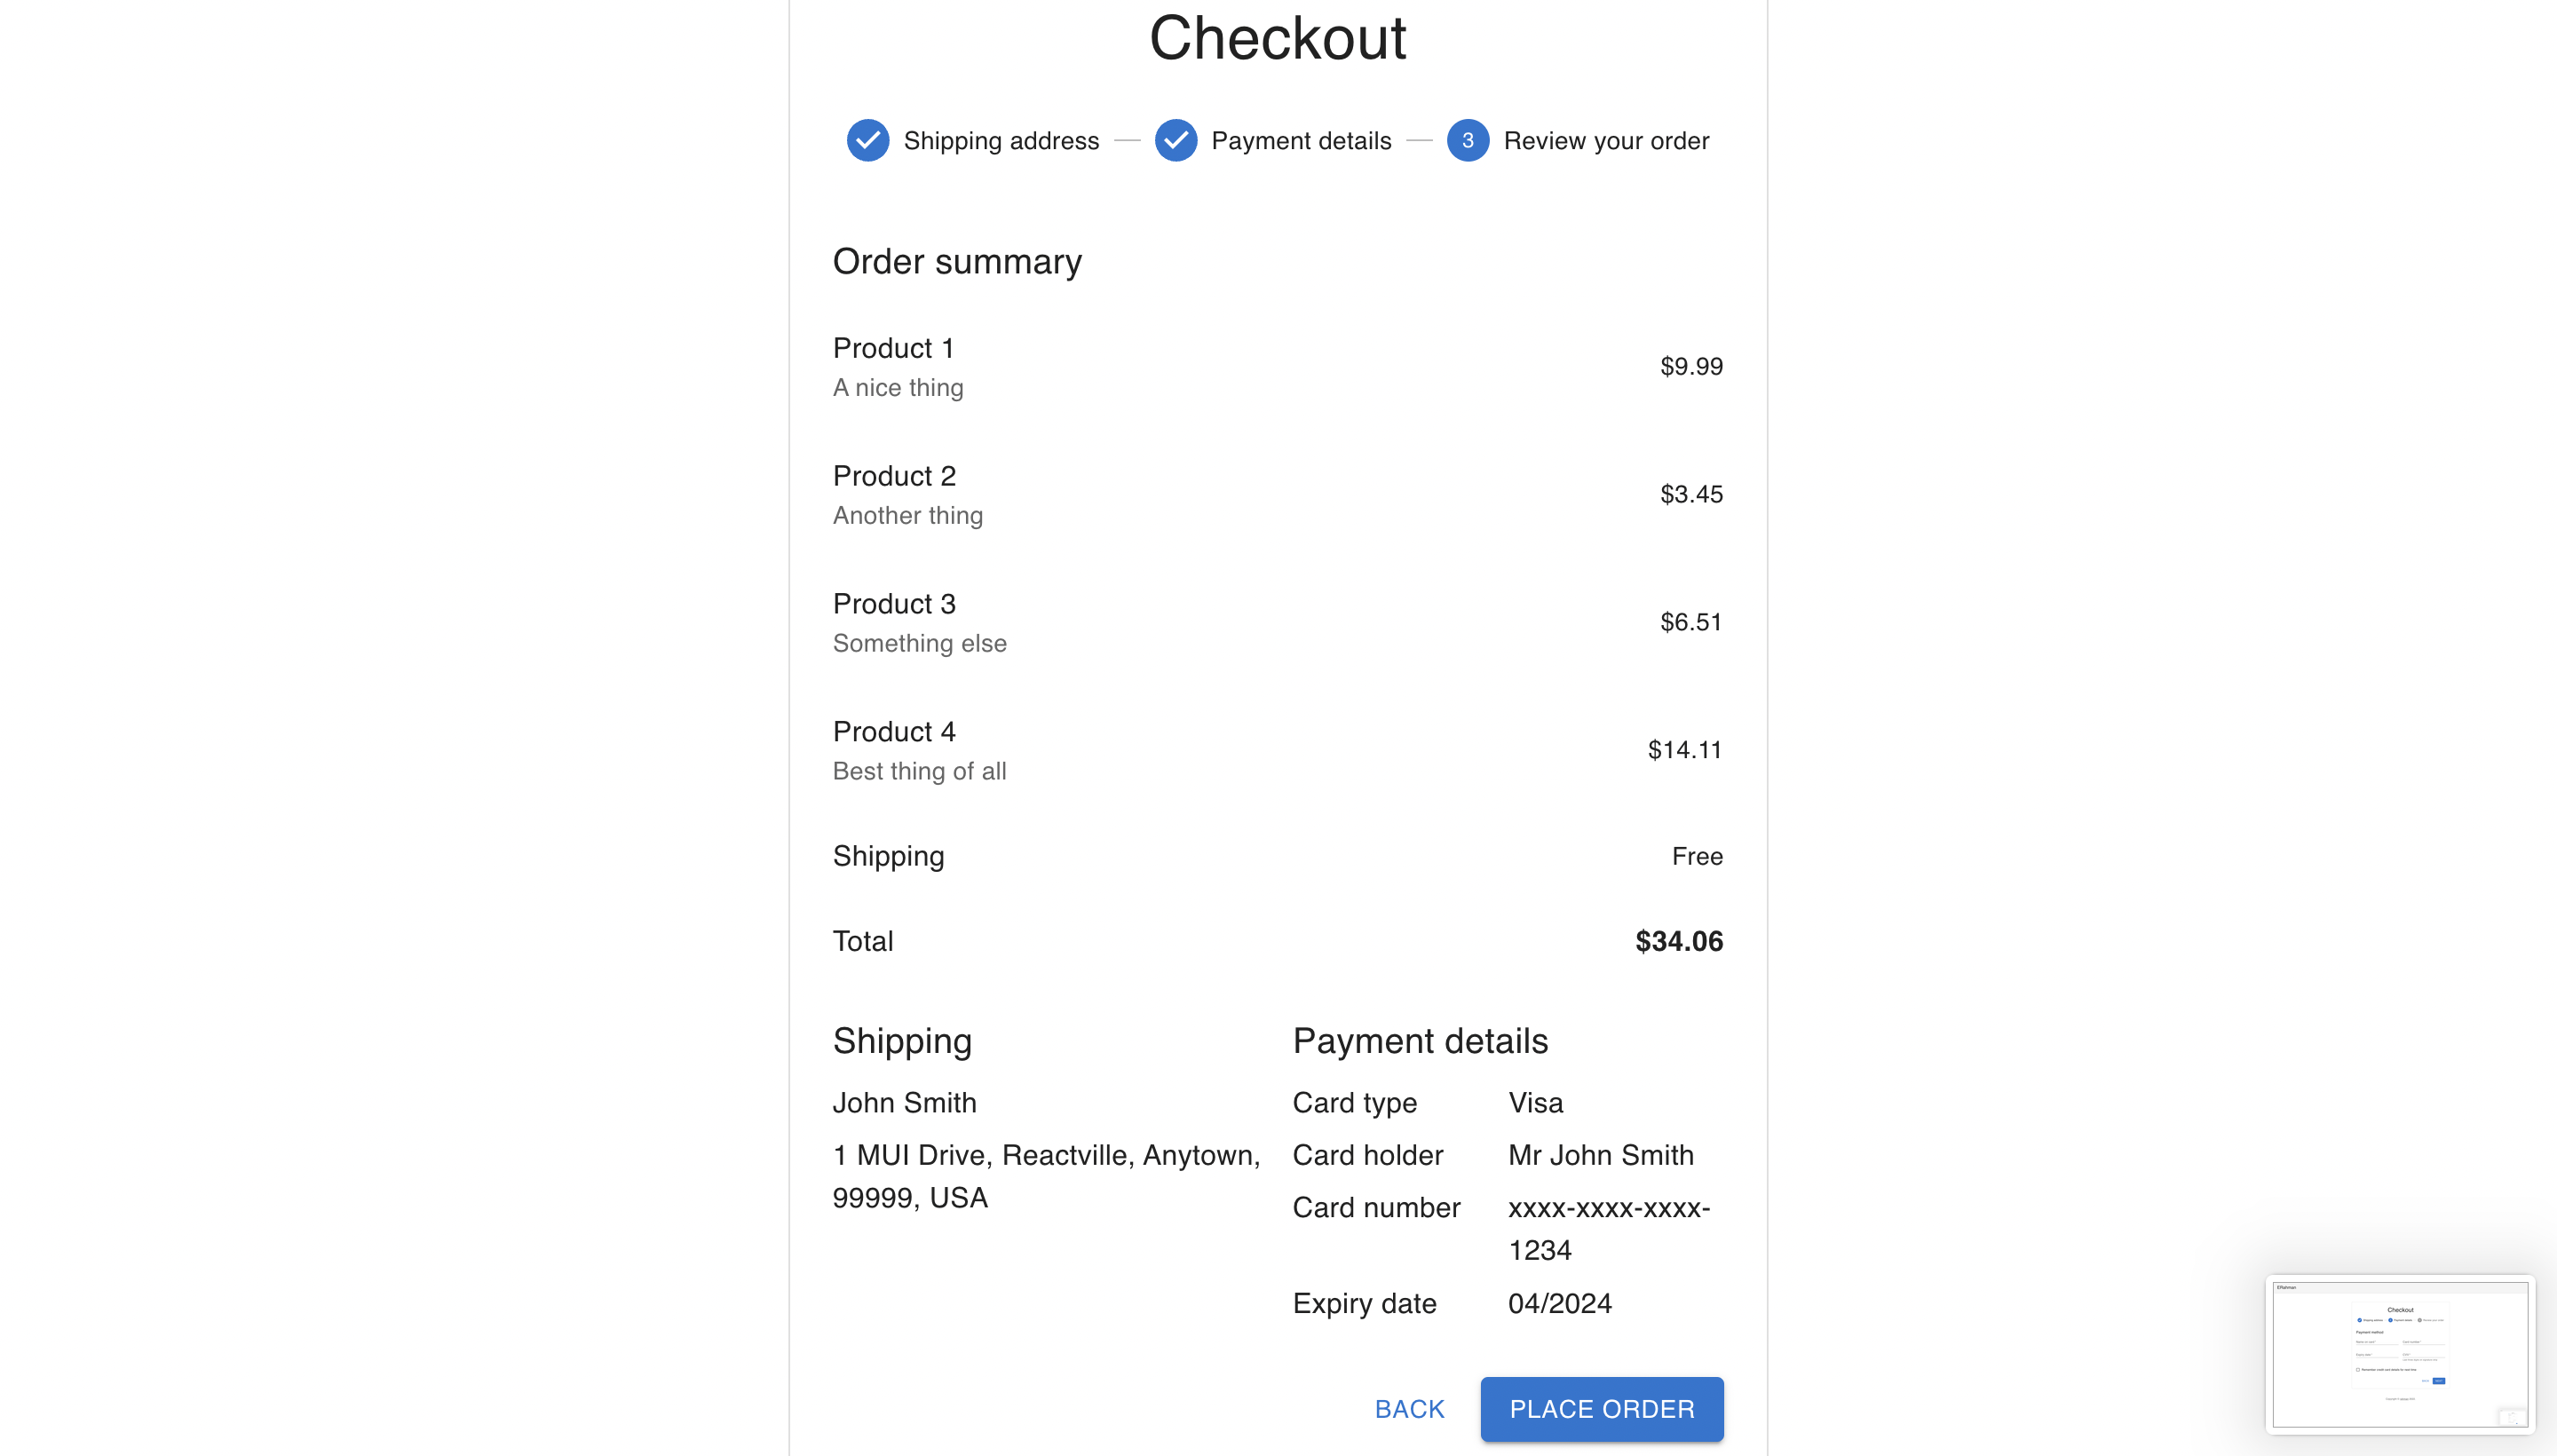 Checkout
Shipping address
Payment details
3 Review your order
Order summary
Product 1
A nice thing
$9.99
Product 2
Another thing
$3.45
Product 3
Something else
$6.51
Product 4
Best thing of all
$14.11
Shipping Free
Total $34.06
Shipping
John Smith
1 MUI Drive, Reactville, Anytown,
99999, USA
Payment details
Card type Visa
Card holder Mr John Smith
Card number xxxx-xxxx-xxxx-
1234
Expiry date 04/2024
BACK PLACE ORDER
Checkout
Payment method